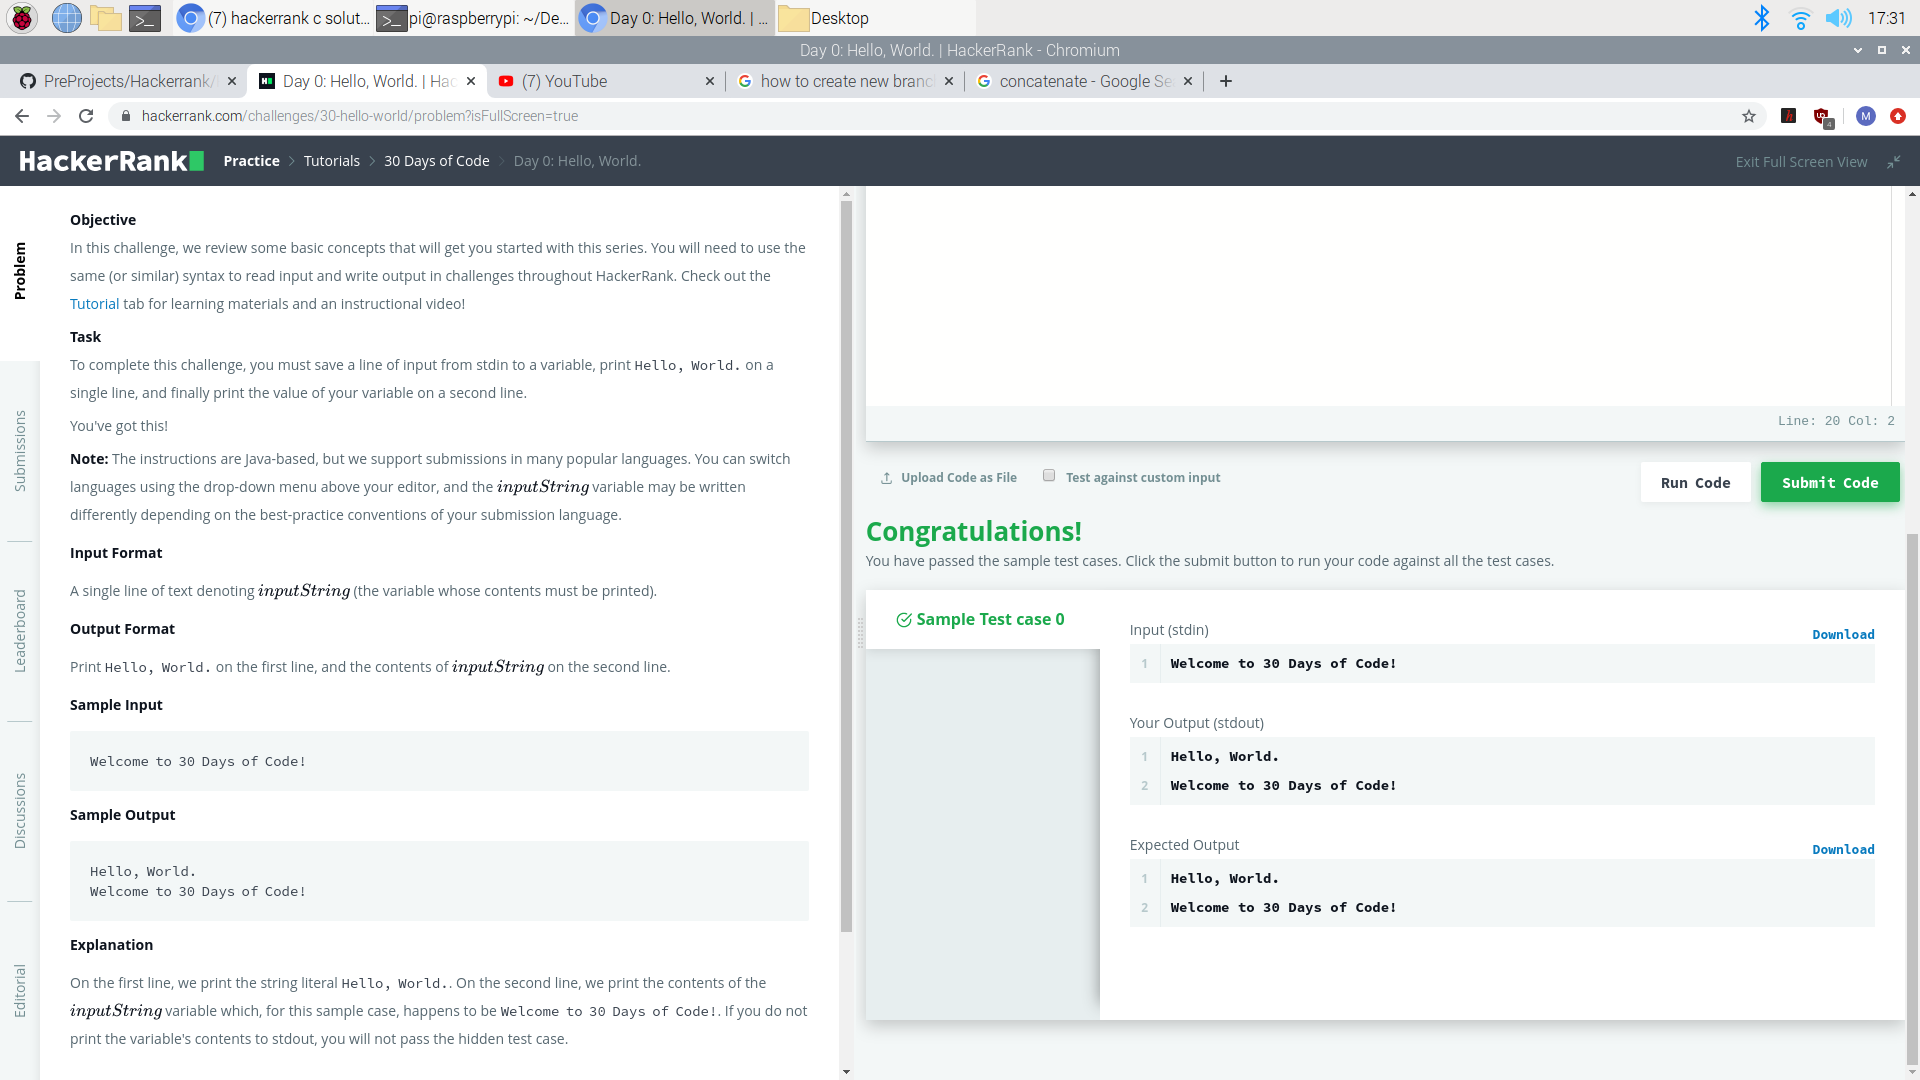 (7) hackerrank c solut...
pi@raspberrypi: ~/De...
Day 0: Hello, World. | ...
Desktop
17:31
Day 0: Hello, World. | HackerRank - Chromium
PreProjects/Hackerrank/
Day 0: Hello, World. | Hac
(7) YouTube
how to create new branc
concatenate - Google Se
hackerrank.com/challenges/30-hello-world/problem?isFullScreen=true
4
M
HackerRank
Practice
Tutorials
30 Days of Code
Day 0: Hello, World.
Exit Full Screen View
Problem
Submissions
Leaderboard
Discussions
Editorial
Objective
In this challenge, we review some basic concepts that will get you started with this series. You will need to use the
same (or similar) syntax to read input and write output in challenges throughout HackerRank. Check out the
Tutorial tab for learning materials and an instructional video!
Task
To complete this challenge, you must save a line of input from stdin to a variable, print Hello, World. on a
single line, and finally print the value of your variable on a second line.
You've got this!
Note: The instructions are Java-based, but we support submissions in many popular languages. You can switch
languages using the drop-down menu above your editor, and the inputString variable may be written
differently depending on the best-practice conventions of your submission language.
Input Format
A single line of text denoting inputString (the variable whose contents must be printed).
Output Format
Print Hello, World. on the first line, and the contents of inputString on the second line.
Sample Input
Welcome to 30 Days of Code!
Sample Output
Hello, World.
Welcome to 30 Days of Code!
Explanation
On the first line, we print the string literal Hello, World.. On the second line, we print the contents of the
inputString variable which, for this sample case, happens to be Welcome to 30 Days of Code!. If you do not
print the variable's contents to stdout, you will not pass the hidden test case.
Line: 20 Col: 2
Upload Code as File
Test against custom input
Run Code
Submit Code
Congratulations!
You have passed the sample test cases. Click the submit button to run your code against all the test cases.
Sample Test case 0
Input (stdin)
Download
1 Welcome to 30 Days of Code!
Your Output (stdout)
1 Hello, World.
2 Welcome to 30 Days of Code!
Expected Output
Download
1 Hello, World.
2 Welcome to 30 Days of Code!